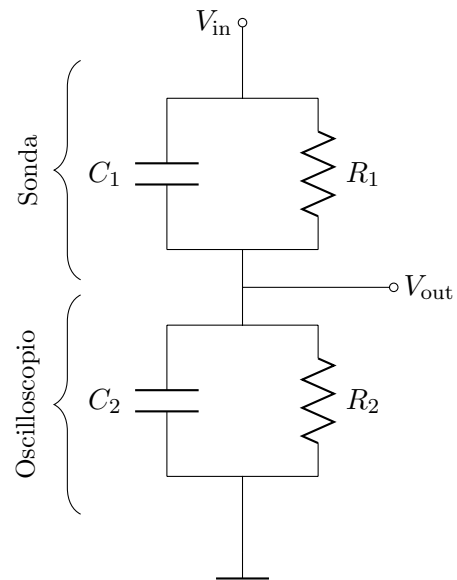 V_in
Sonda
C_1
R_1
V_out
Oscilloscopio
C_2
R_2